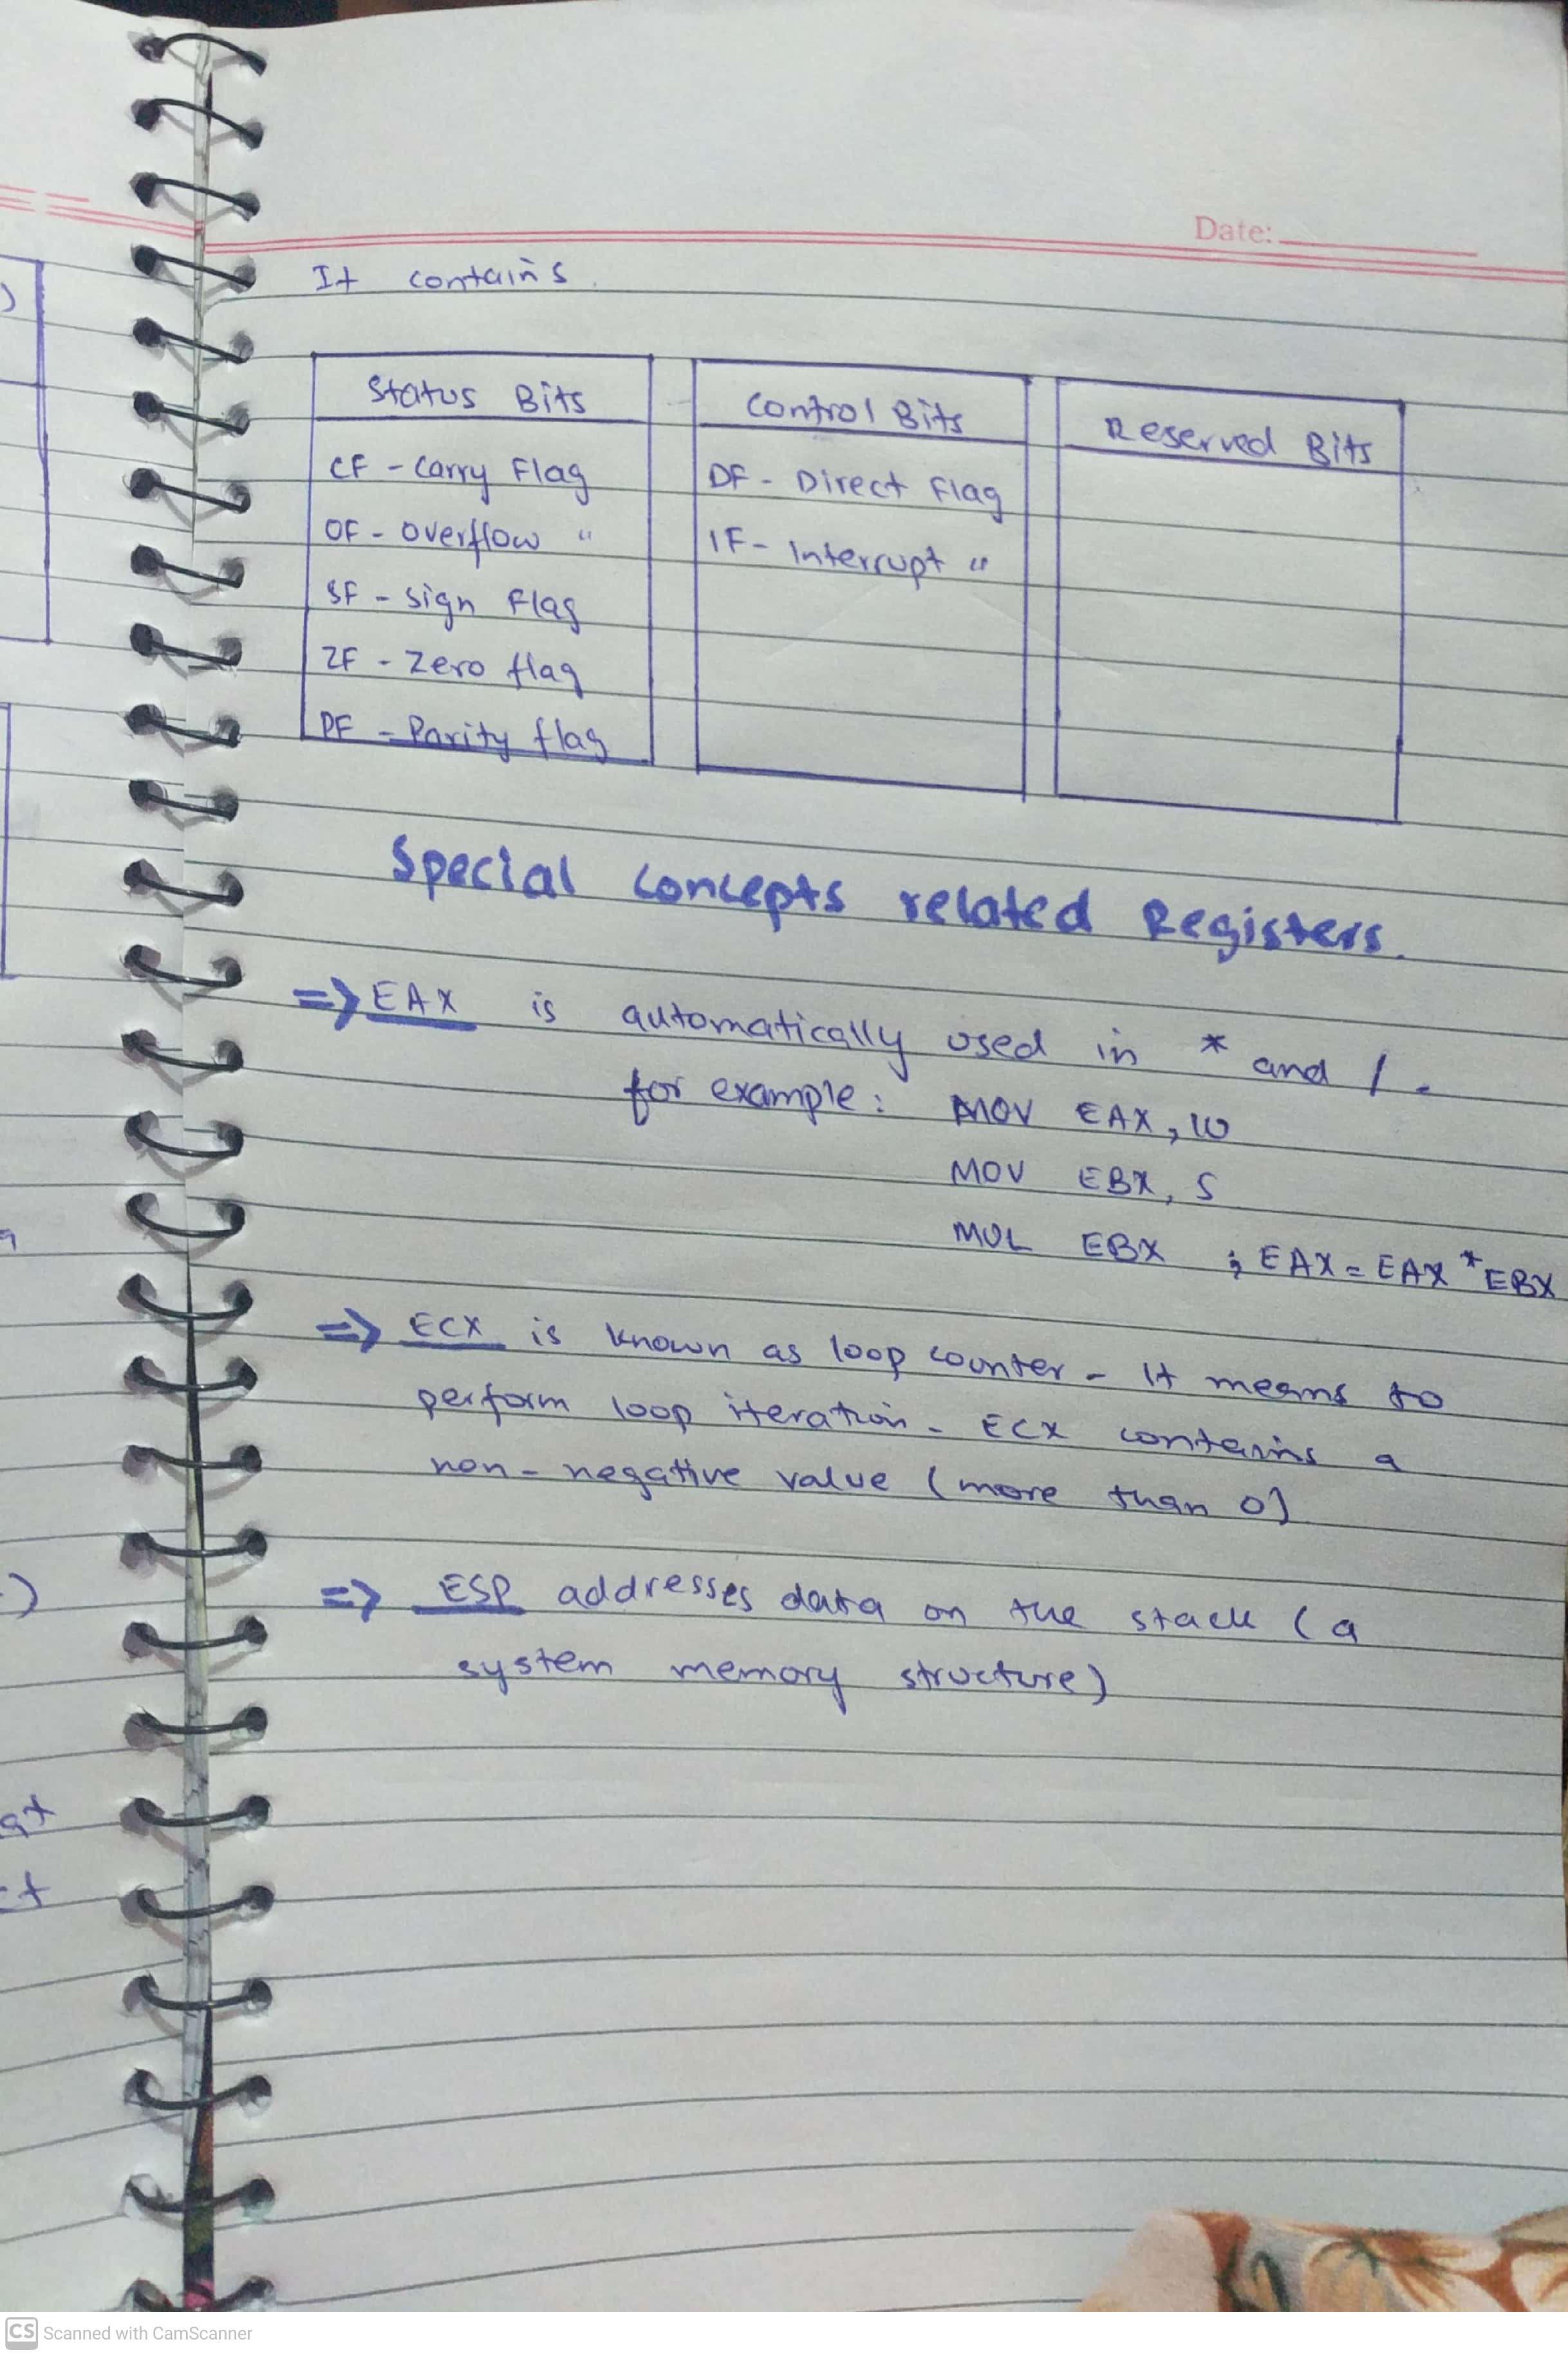 Date:
It contains
Status Bits
CF - Carry Flag
OF - Overflow "
SF - Sign Flag
ZF - Zero flag
PF - Parity flag
Control Bits
DF - Direct Flag
IF - Interrupt "
Reserved Bits
Special Concepts related Registers.
=> EAX is automatically used in * and / .
for example : MOV EAX, 10
MOV EBX, 5
MUL EBX ; EAX = EAX * EBX
=> ECX is known as loop counter - It means to
perform loop iteration - ECX contains a
non-negative value (more than 0)
=> ESP addresses data on the stack (a
system memory structure)
CS Scanned with CamScanner